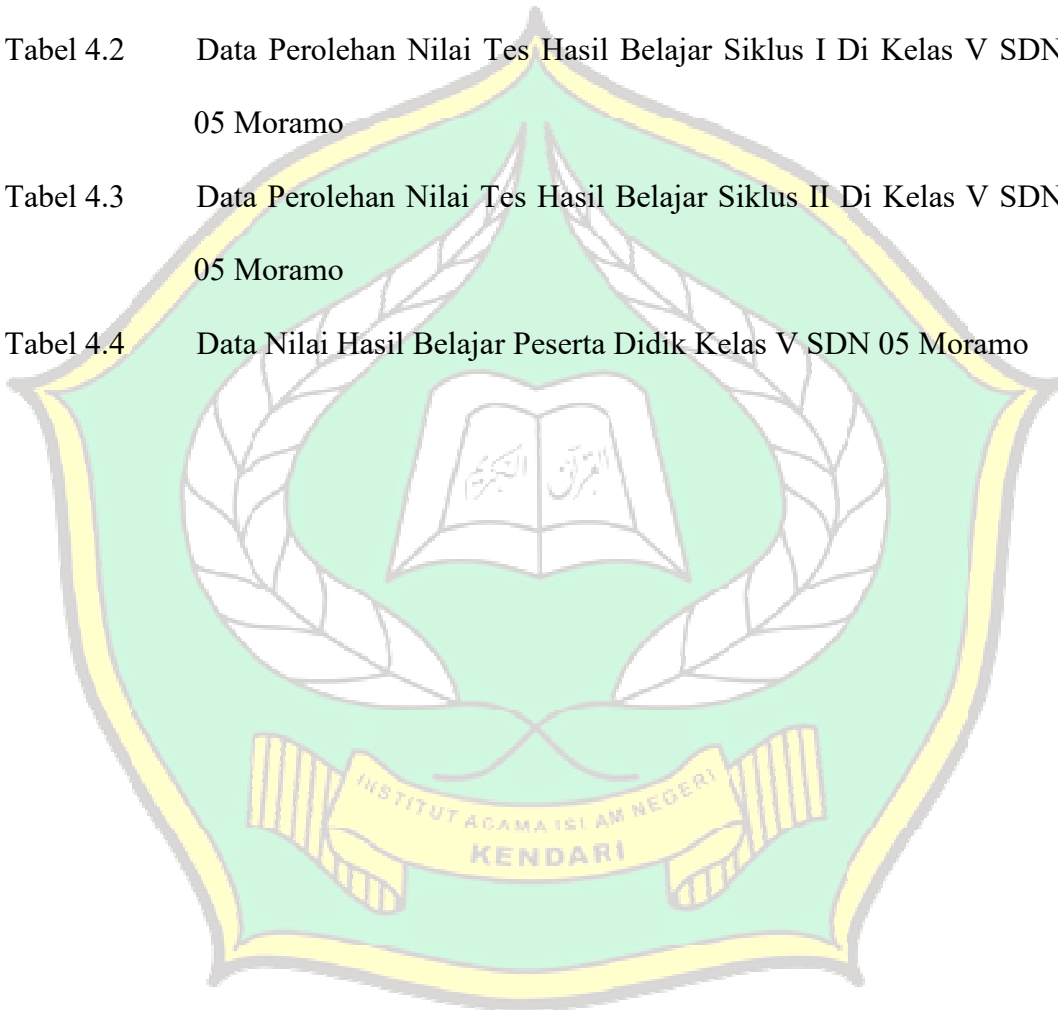 Tabel 4.2 Data Perolehan Nilai Tes Hasil Belajar Siklus I Di Kelas V SDN
05 Moramo
Tabel 4.3 Data Perolehan Nilai Tes Hasil Belajar Siklus II Di Kelas V SDN
05 Moramo
Tabel 4.4 Data Nilai Hasil Belajar Peserta Didik Kelas V SDN 05 Moramo
القرآن الكريم
INSTITUT AGAMA ISLAM NEGERI
KENDARI